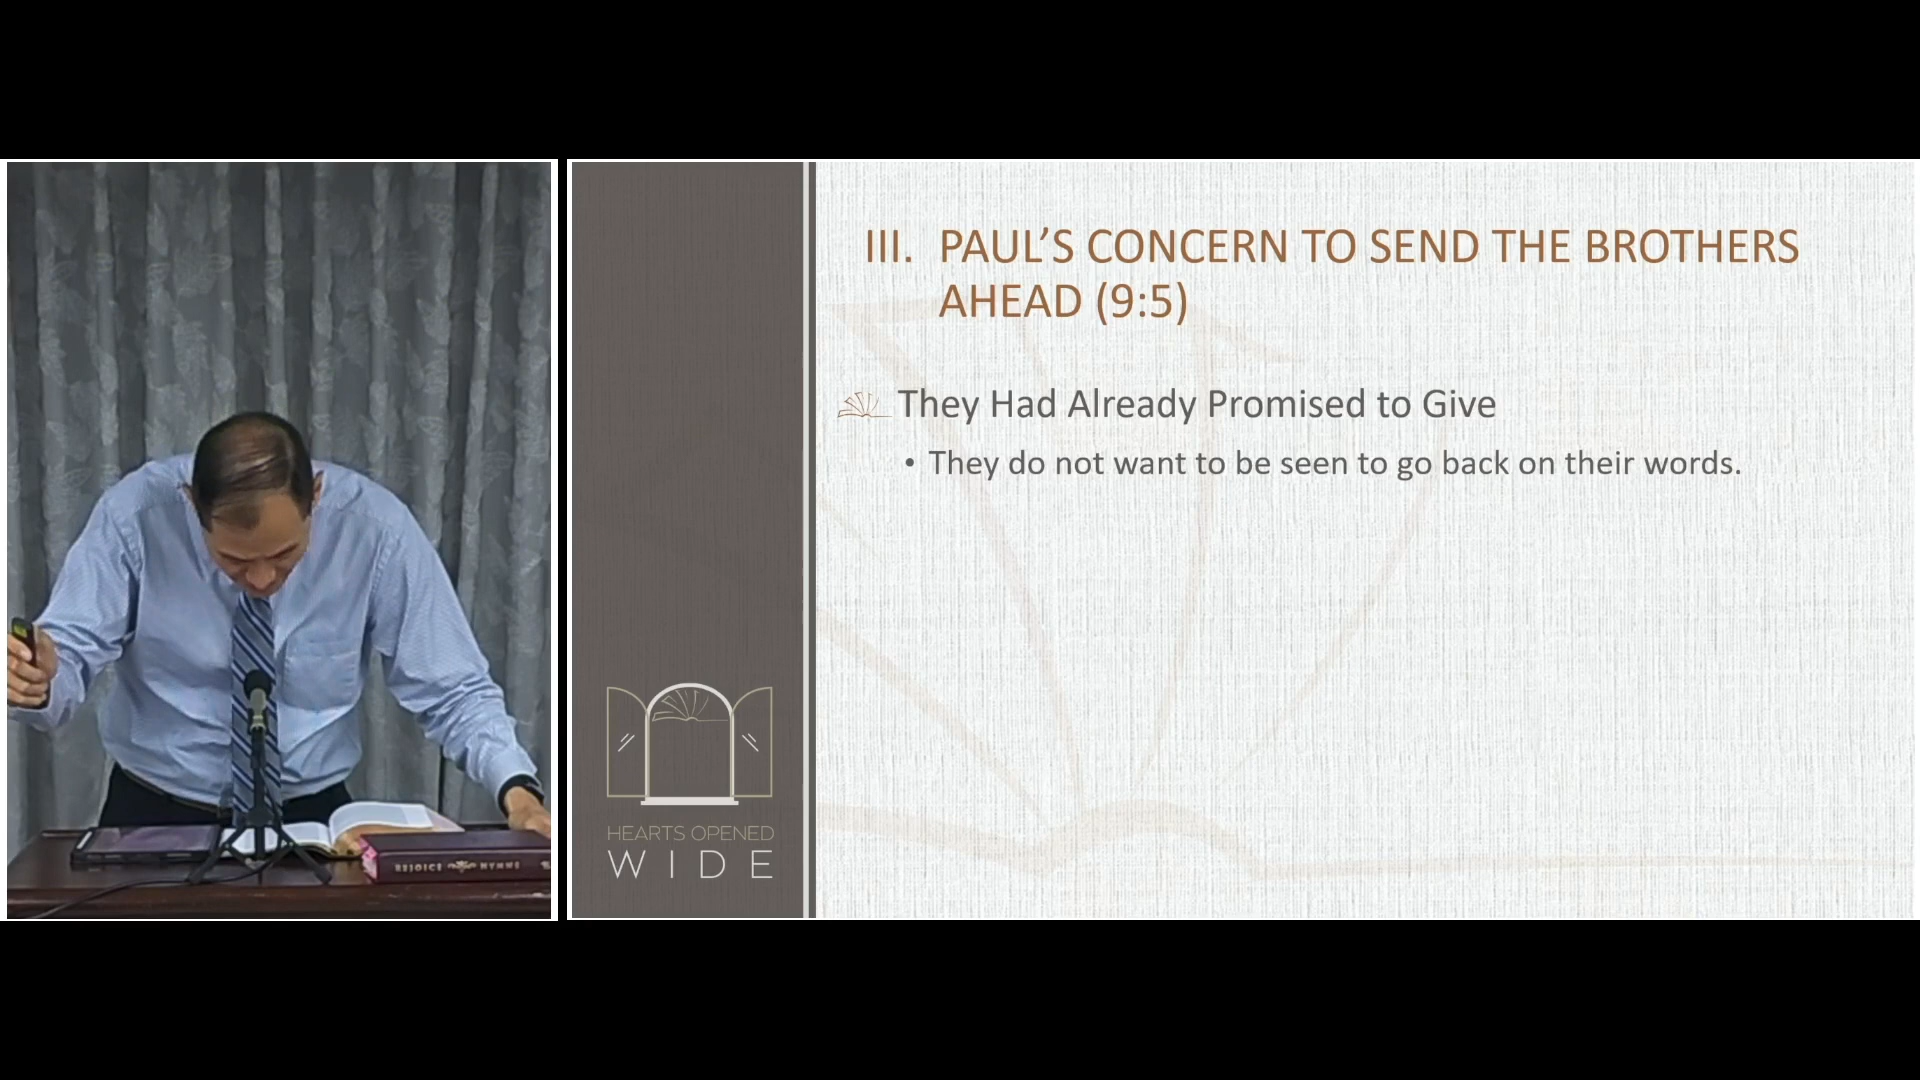 III. PAUL’S CONCERN TO SEND THE BROTHERS
AHEAD (9:5)
They Had Already Promised to Give
• They do not want to be seen to go back on their words.
HEARTS OPENED
WIDE
REJOICE HYMNS